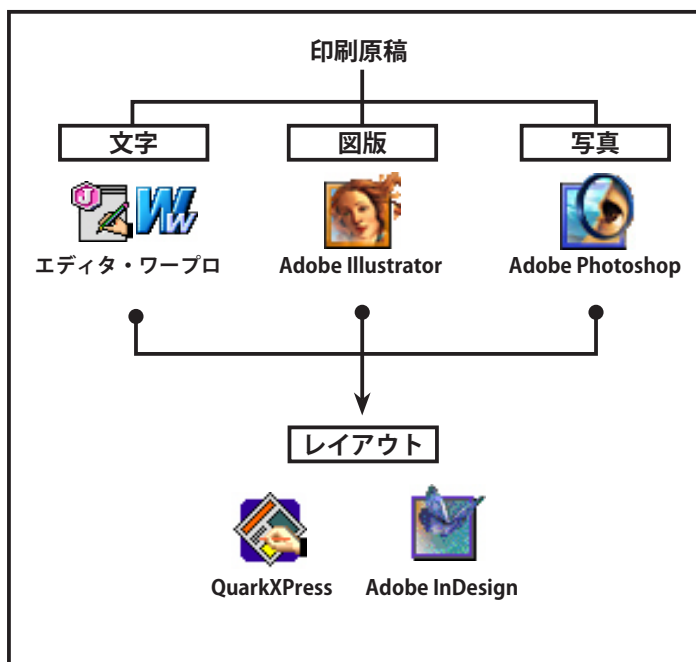 印刷原稿
文字
図版
写真
エディタ・ワープロ
Adobe Illustrator
Adobe Photoshop
レイアウト
QuarkXPress
Adobe InDesign